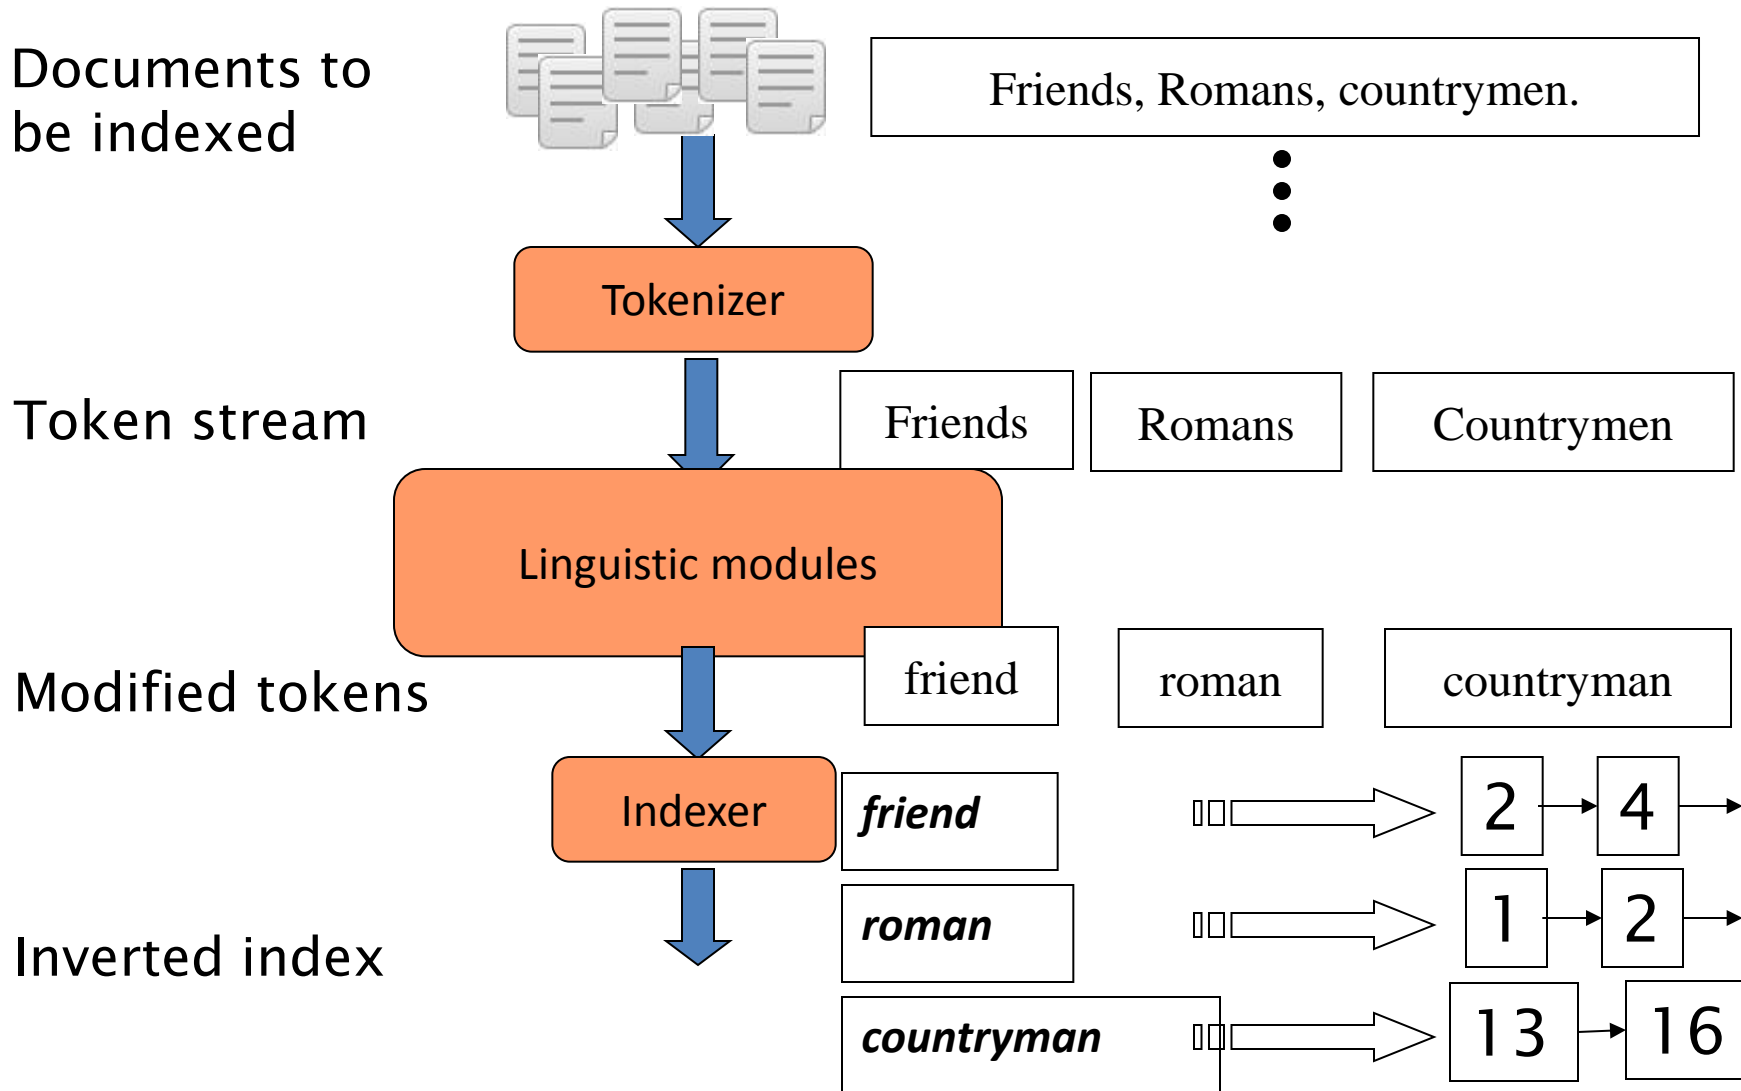 Documents to
be indexed
Friends, Romans, countrymen.
Tokenizer
Token stream
Friends
Romans
Countrymen
Linguistic modules
Modified tokens
friend
roman
countryman
Indexer
friend
2
4
roman
1
2
Inverted index
countryman
13
16